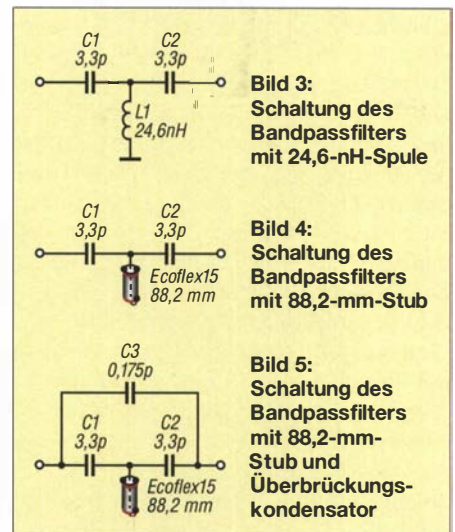 C1
3,3p
C2
3,3p
L1
24,6nH
Bild 3:
Schaltung des
Bandpassfilters
mit 24,6-nH-Spule
C1
3,3p
C2
3,3p
Ecoflex15
88,2 mm
Bild 4:
Schaltung des
Bandpassfilters
mit 88,2-mm-Stub
C3
0,175p
C1
3,3p
C2
3,3p
Ecoflex15
88,2 mm
Bild 5:
Schaltung des
Bandpassfilters
mit 88,2-mm-
Stub und
Überbrückungs-
kondensator